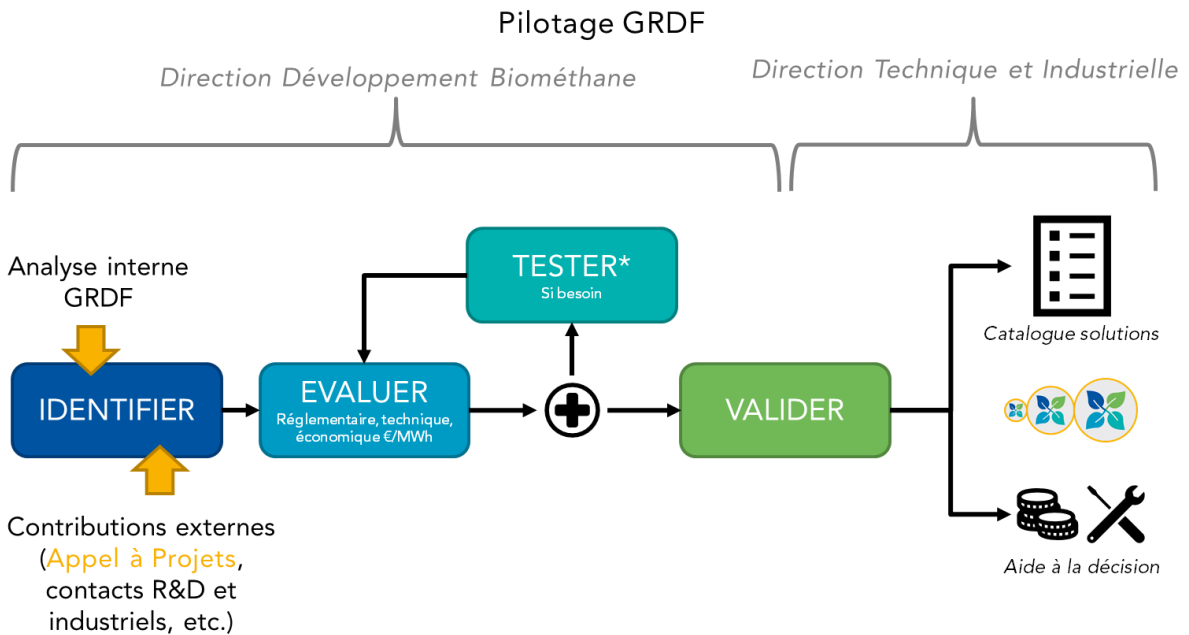 Pilotage GRDF
Direction Développement Biométhane
Direction Technique et Industrielle
Analyse interne
GRDF
TESTER*
Si besoin
Catalogue solutions
IDENTIFIER
EVALUER
Réglementaire, technique,
économique €/MWh
VALIDER
Contributions externes
(Appel à Projets,
contacts R&D et
industriels, etc.)
Aide à la décision